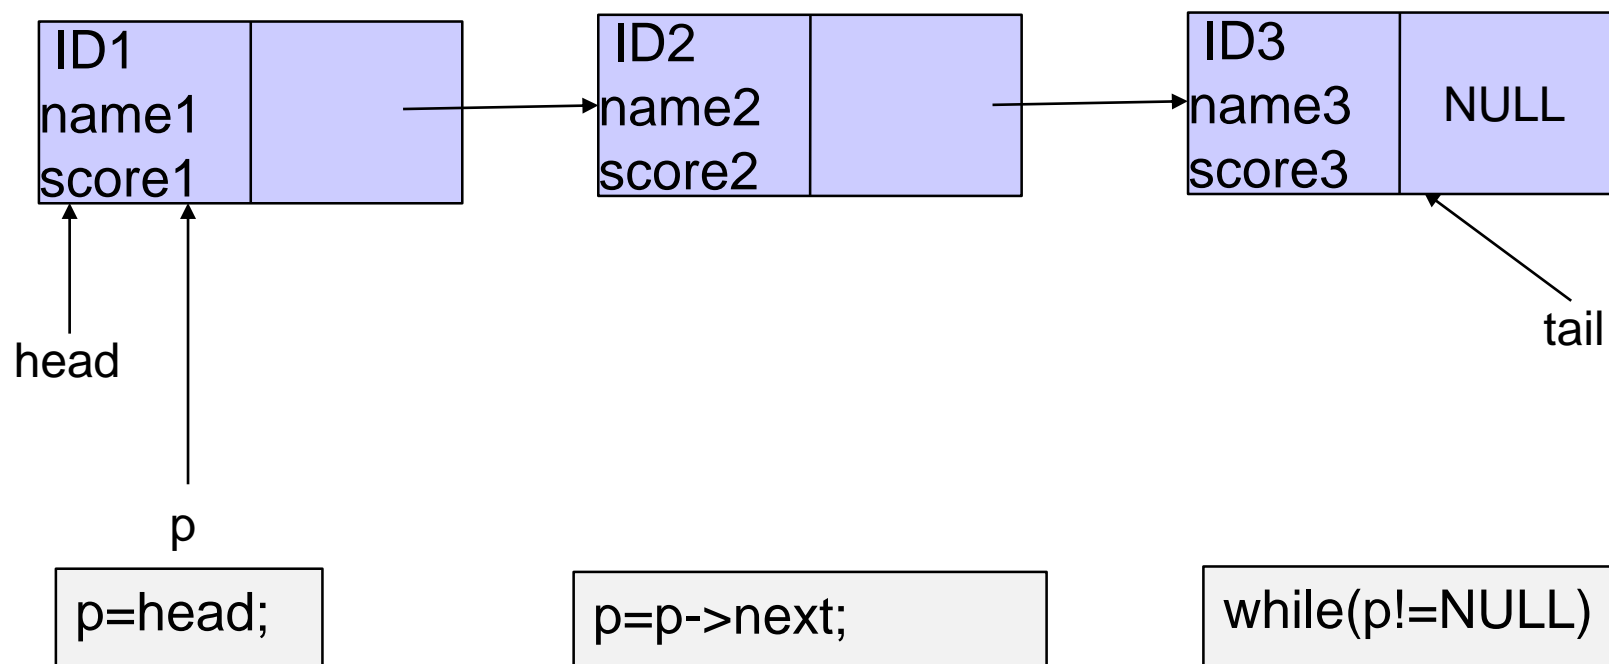 ID1
name1
score1
ID2
name2
score2
ID3
name3
score3
NULL
head
tail
p
p=head;
p=p->next;
while(p!=NULL)